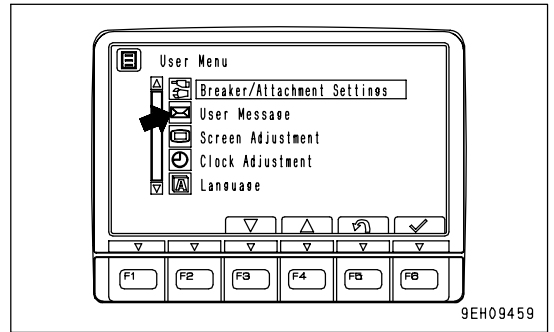 User Menu
Breaker/Attachment Settings
User Message
Screen Adjustment
Clock Adjustment
A Language
F1 F2 F3 F4 F5 F6
9EH09459